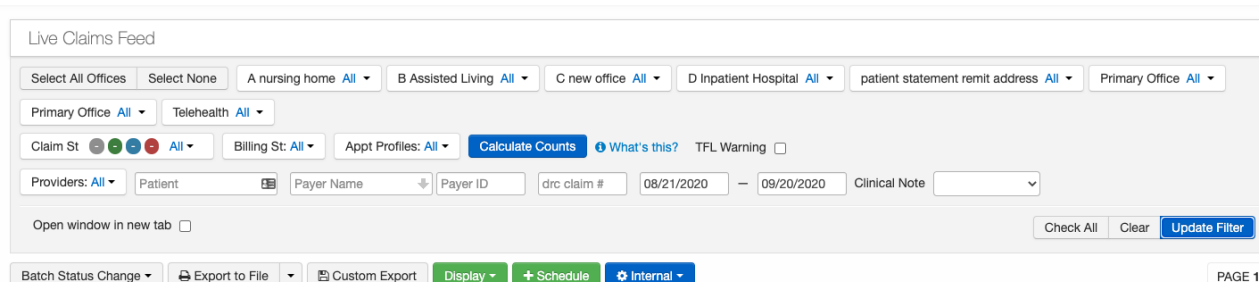 Live Claims Feed
Select All Offices Select None A nursing home All B Assisted Living All C new office All D Inpatient Hospital All patient statement remit address All Primary Office All
Primary Office All Telehealth All
Claim St - - - - All Billing St: All Appt Profiles: All Calculate Counts What's this? TFL Warning
Providers: All Patient Payer Name Payer ID drc claim # 08/21/2020 — 09/20/2020 Clinical Note
Open window in new tab Check All Clear Update Filter
Batch Status Change Export to File Custom Export Display + Schedule Internal PAGE 1